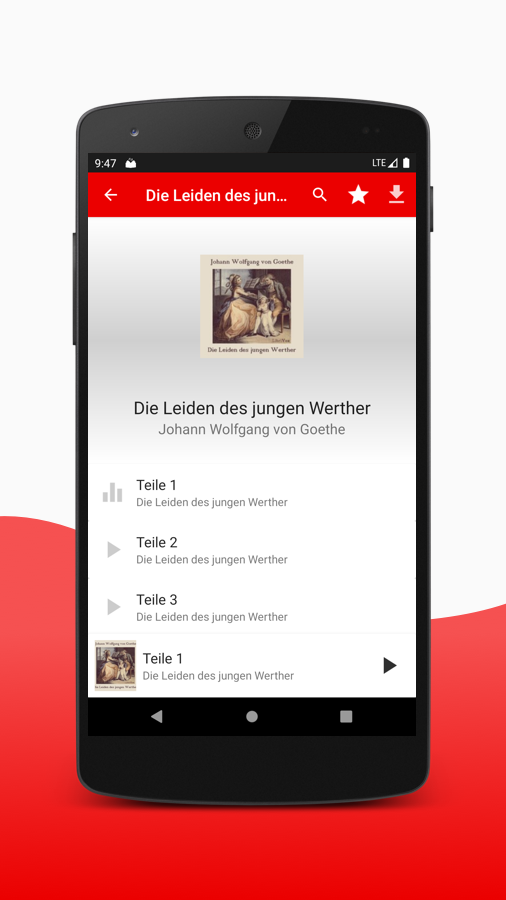 9:47
LTE
Die Leiden des jun...
Johann Wolfgang von Goethe
LibriVox
Die Leiden des jungen Werther
Die Leiden des jungen Werther
Johann Wolfgang von Goethe
Teile 1
Die Leiden des jungen Werther
Teile 2
Die Leiden des jungen Werther
Teile 3
Die Leiden des jungen Werther
Johann Wolfgang von Goethe
Die Leiden des jungen Werther
Teile 1
Die Leiden des jungen Werther